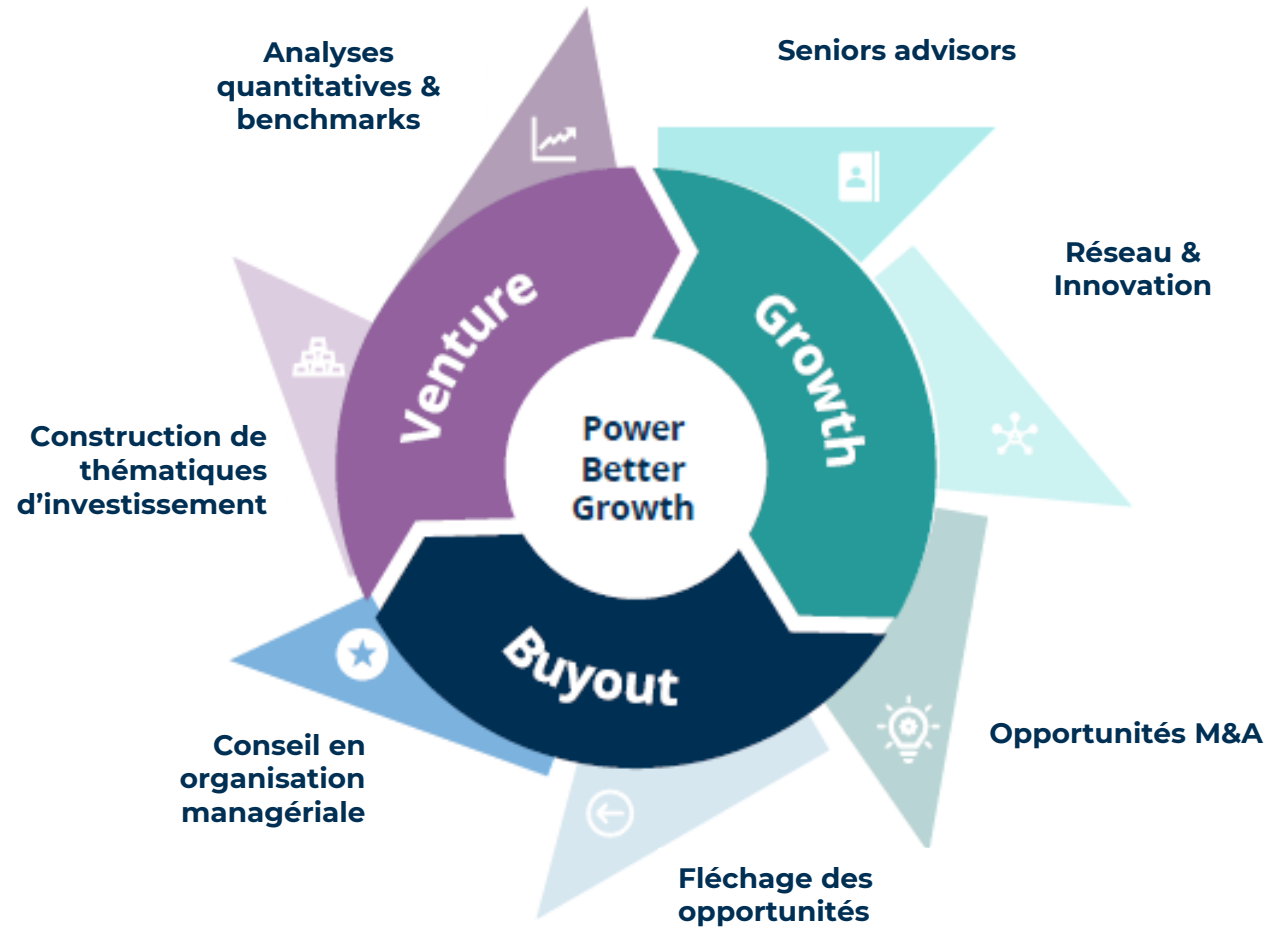 Analyses
quantitatives &
benchmarks
Seniors advisors
Réseau &
Innovation
Venture
Growth
Power
Better
Growth
Construction de
thématiques
d’investissement
Buyout
Conseil en
organisation
managériale
Opportunités M&A
Fléchage des
opportunités